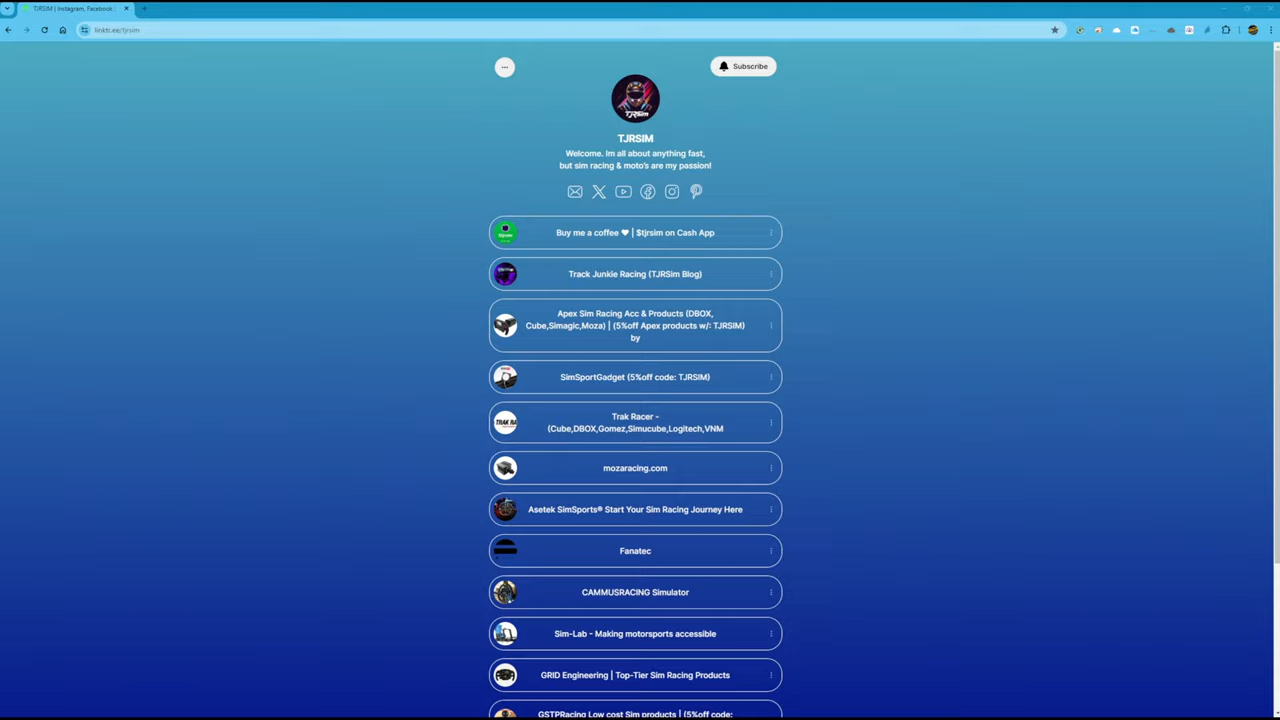 TJRSIM | Instagram, Facebook
linktr.ee/tjrsim
Subscribe
TJRSim
TJRSIM
Welcome. Im all about anything fast,
but sim racing & moto's are my passion!
Buy me a coffee ♥ | $tjrsim on Cash App
Track Junkie Racing (TJRSim Blog)
Apex Sim Racing Acc & Products (DBOX,
Cube,Simagic,Moza) | (5%off Apex products w/: TJRSIM)
by
SimSportGadget (5%off code: TJRSIM)
Trak Racer -
(Cube,DBOX,Gomez,Simucube,Logitech,VNM
TRAK RA
mozaracing.com
Asetek SimSports® Start Your Sim Racing Journey Here
Fanatec
CAMMUSRACING Simulator
Sim-Lab - Making motorsports accessible
GRID Engineering | Top-Tier Sim Racing Products
GSTPRacing Low cost Sim products | (5%off code: